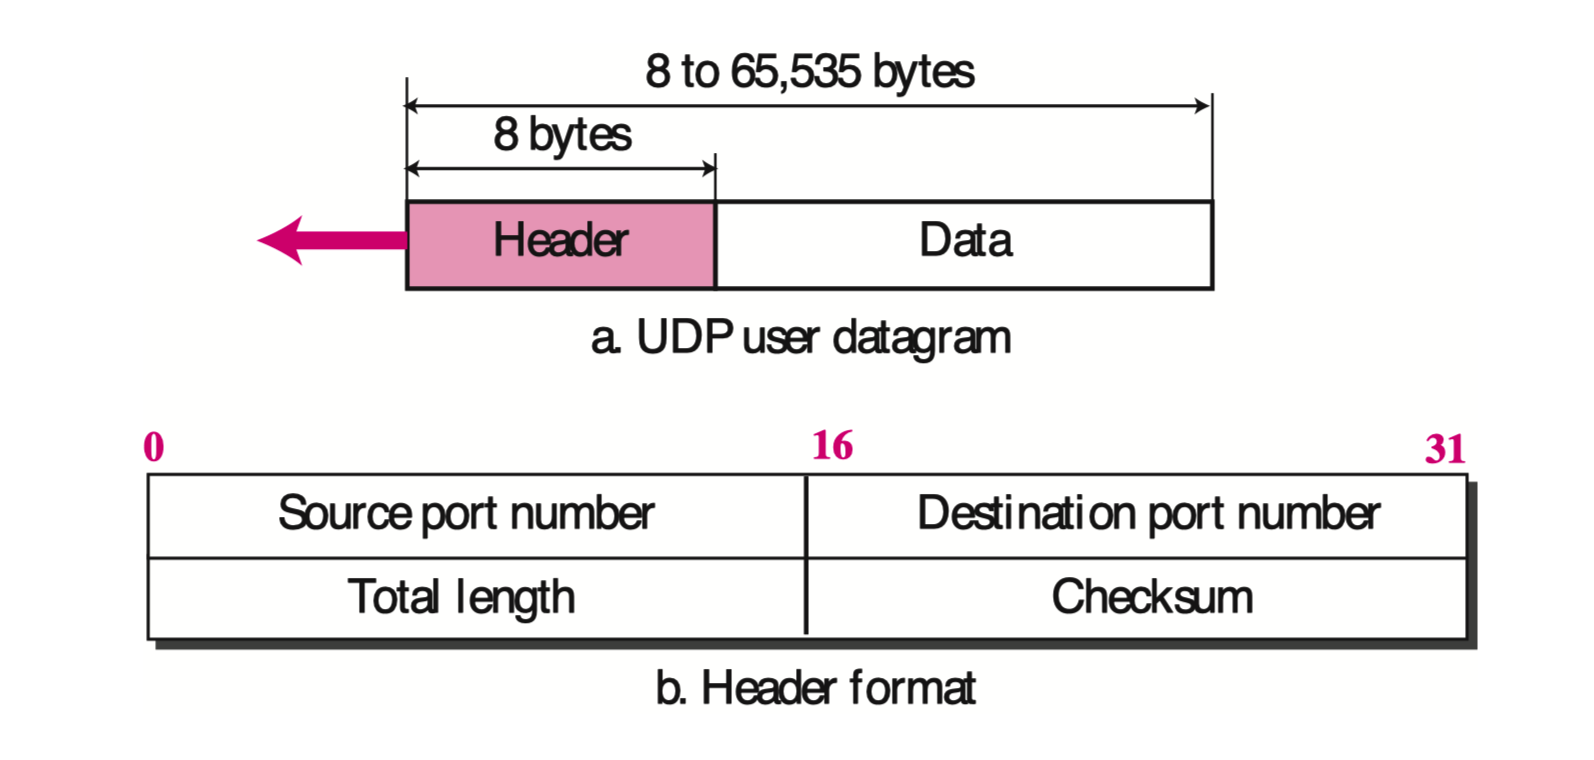 8 to 65,535 bytes
8 bytes
Header Data
a. UDP user datagram
0 16 31
Source port number Destination port number
Total length Checksum
b. Header format